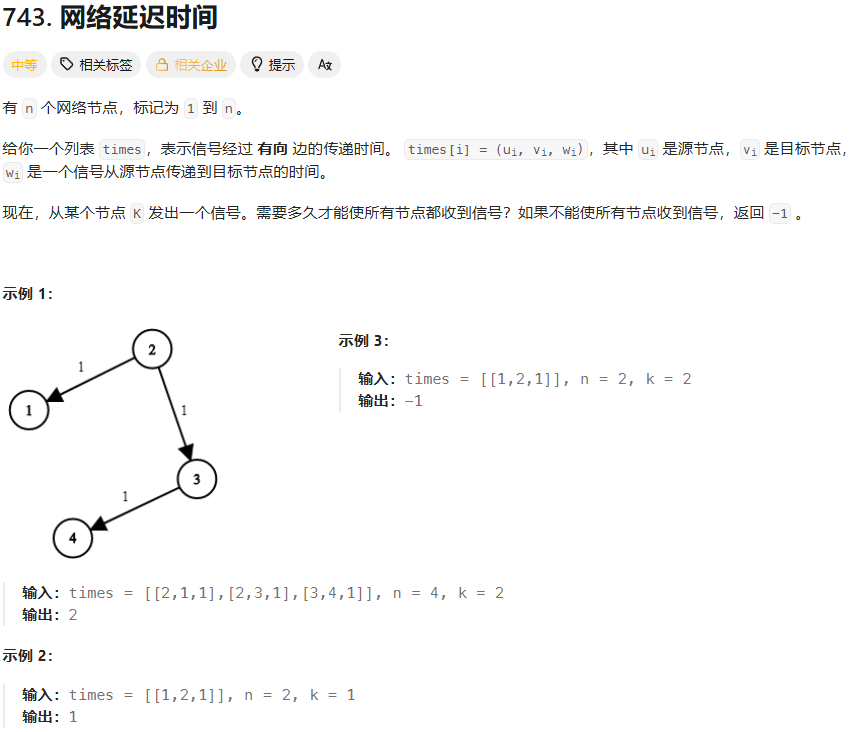 743. 网络延迟时间
中等 相关标签 相关企业 提示 Aあ
有 n 个网络节点，标记为 1 到 n。
给你一个列表 times，表示信号经过 有向 边的传递时间。 times[i] = (ui, vi, wi)，其中 ui 是源节点，vi 是目标节点，
wi 是一个信号从源节点传递到目标节点的时间。
现在，从某个节点 K 发出一个信号。需要多久才能使所有节点都收到信号？如果不能使所有节点收到信号，返回 -1 。
示例 1：
2
1
1
1
3
1
4
输入：times = [[2,1,1],[2,3,1],[3,4,1]], n = 4, k = 2
输出：2
示例 2：
输入：times = [[1,2,1]], n = 2, k = 1
输出：1
示例 3：
输入：times = [[1,2,1]], n = 2, k = 2
输出：-1